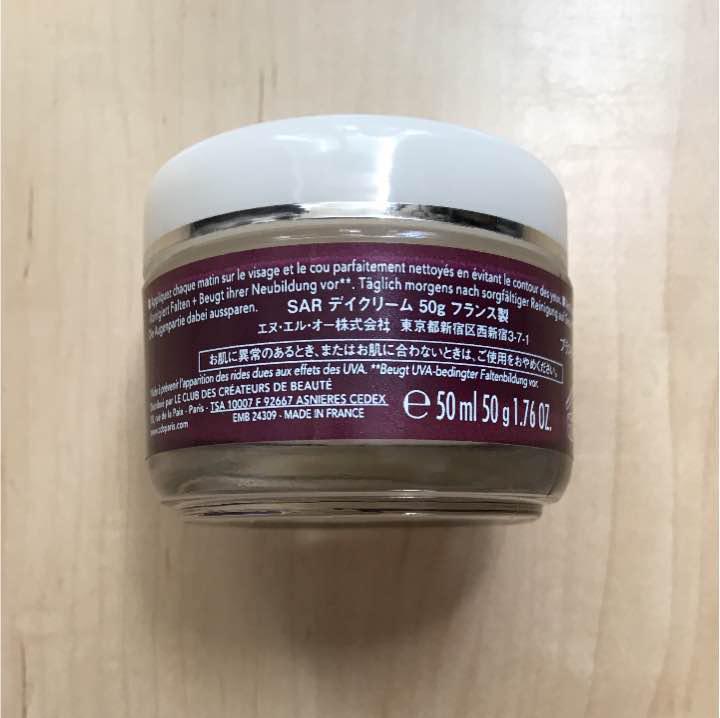 ■ Appliquez chaque matin sur le visage et le cou parfaitement nettoyés en évitant le contour des yeux. ■
Korrigiert Falten + Beugt ihrer Neubildung vor**. Täglich morgens nach sorgfältiger Reinigung auf
Die Augenpartie dabei aussparen.
SAR デイクリーム 50g フランス製
エヌ・エル・オー株式会社 東京都新宿区西新宿3-7-1
お肌に異常のあるとき、またはお肌に合わないときは、ご使用をおやめください。
à prévenir l'apparition des rides dues aux effets des UVA. **Beugt UVA-bedingter Faltenbildung vor.
par LE CLUB DES CRÉATEURS DE BEAUTÉ
rue de la Paix - Paris - TSA 10007 F 92667 ASNIERES CEDEX
www.ccbparis.com
EMB 24309 - MADE IN FRANCE
℮ 50 ml 50 g 1.76 OZ.